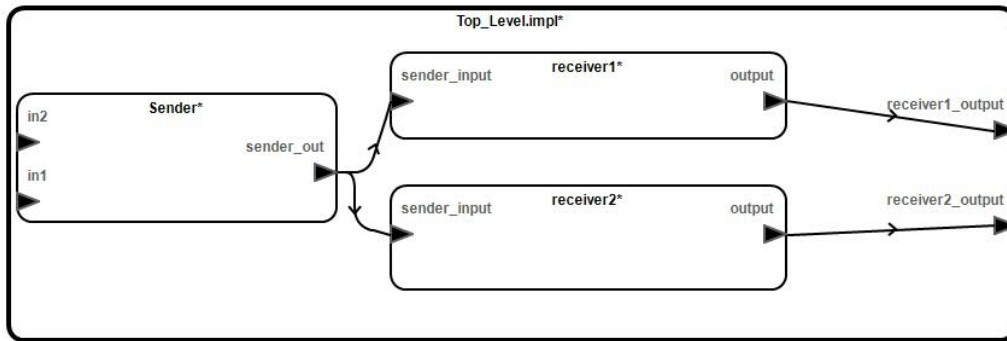 Top_Level.impl*
Sender*
in2
in1
sender_out
receiver1*
sender_input
output
receiver1_output
receiver2*
sender_input
output
receiver2_output